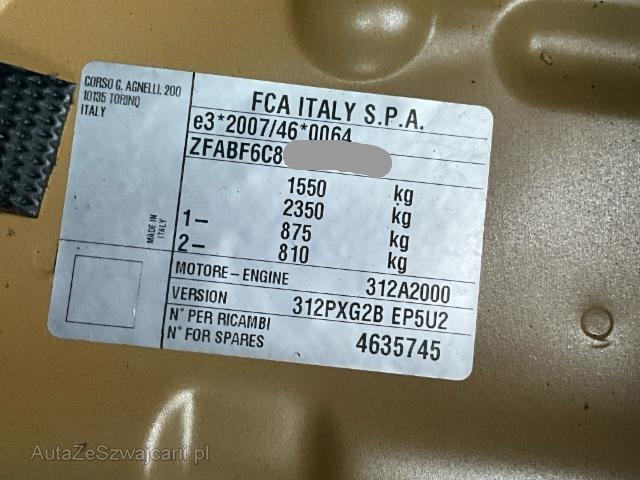 CORSO G. AGNELLI, 200
10135 TORINO
ITALY
FCA ITALY S.P.A.
e3*2007/46*0064
ZFABF6C8
1550 kg
2350 kg
1– 875 kg
2– 810 kg
MADE IN
ITALY
MOTORE – ENGINE 312A2000
VERSION 312PXG2B EP5U2
N° PER RICAMBI
N° FOR SPARES 4635745
AutaZeSzwajcarii.pl